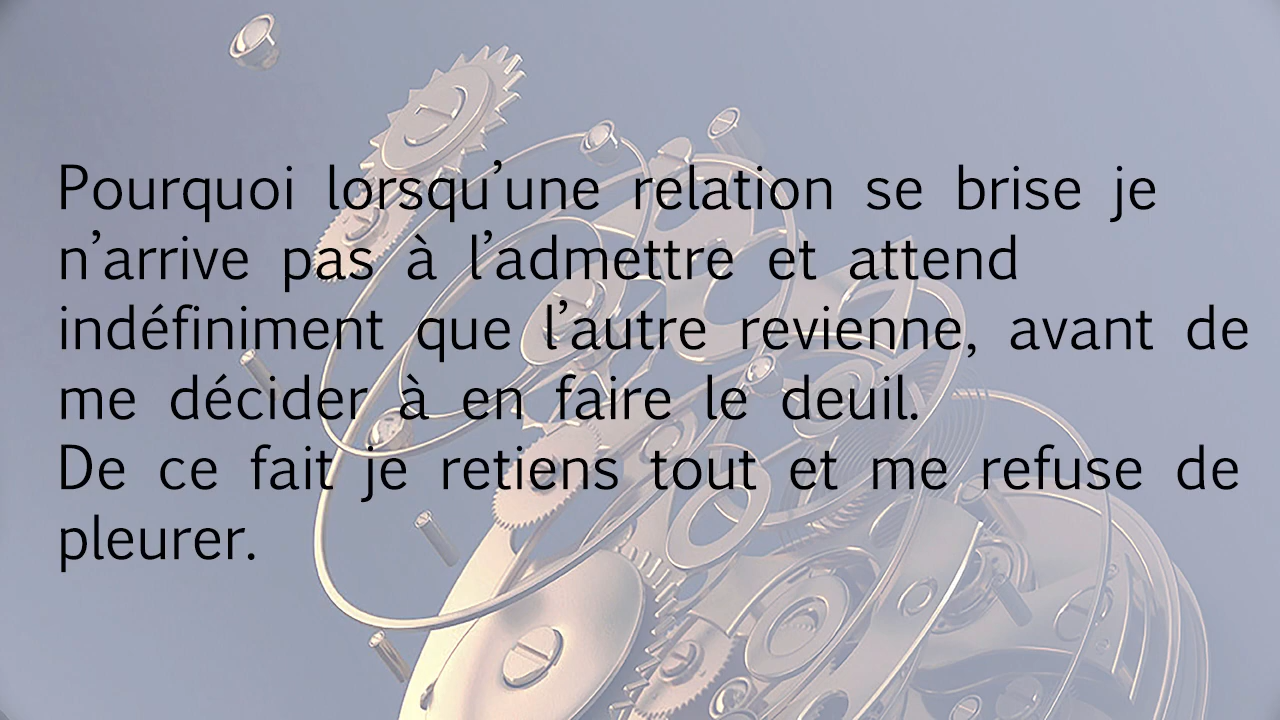 Pourquoi lorsqu’une relation se brise je
n’arrive pas à l’admettre et attend
indéfiniment que l’autre revienne, avant de
me décider à en faire le deuil.
De ce fait je retiens tout et me refuse de
pleurer.